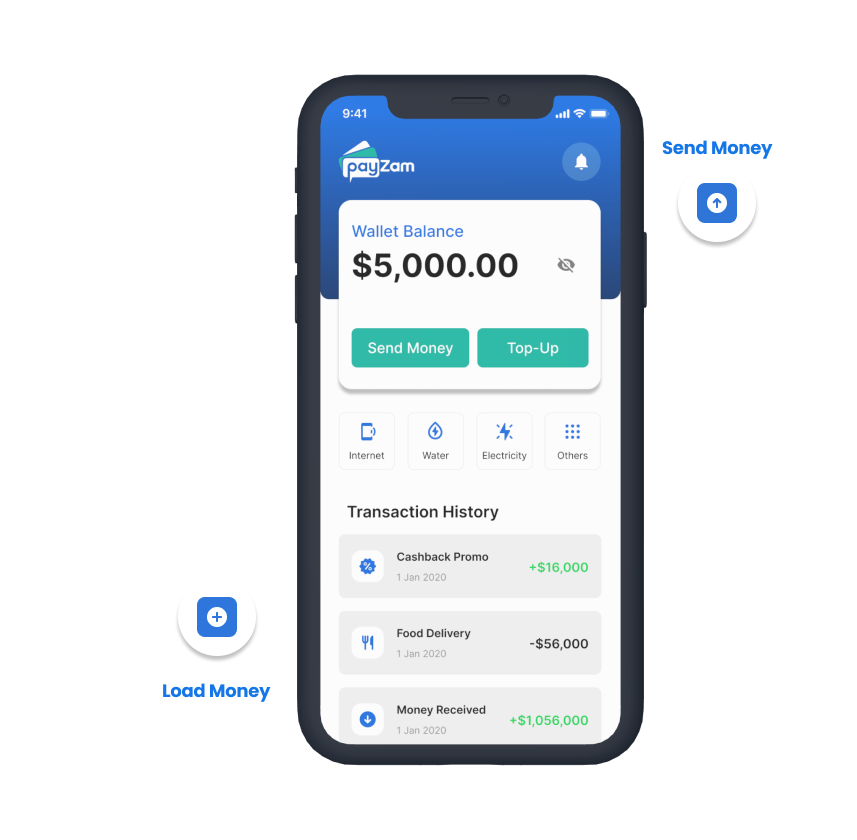 9:41
payZam
Send Money
Wallet Balance
$5,000.00
Send Money Top-Up
Internet Water Electricity Others
Transaction History
Cashback Promo
1 Jan 2020
+$16,000
Food Delivery
1 Jan 2020
-$56,000
Money Received
1 Jan 2020
+$1,056,000
Load Money